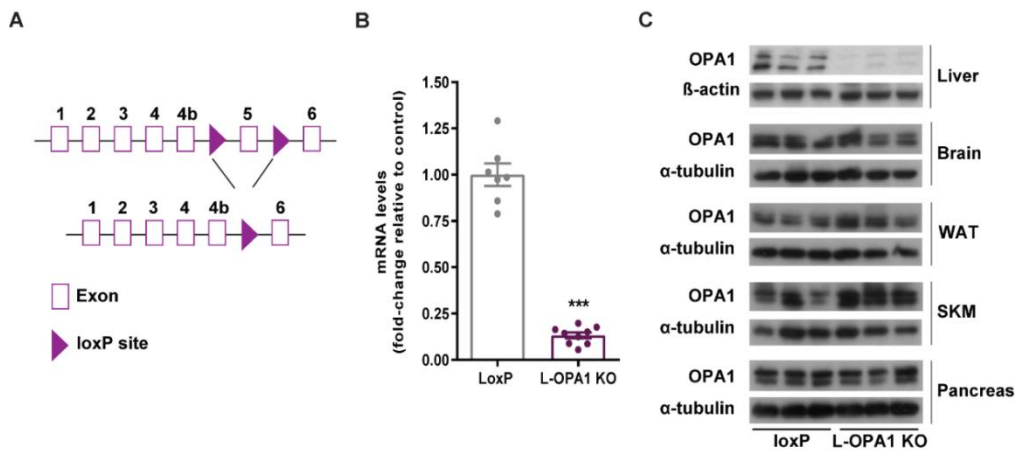 A
1 2 3 4 4b 5 6
1 2 3 4 4b 6
Exon
loxP site
B
mRNA levels
(fold-change relative to control)
1.50
1.25
1.00
0.75
0.50
0.25
0.00
***
LoxP L-OPA1 KO
C
OPA1
ß-actin
Liver
OPA1
α-tubulin
Brain
OPA1
α-tubulin
WAT
OPA1
α-tubulin
SKM
OPA1
α-tubulin
Pancreas
loxP L-OPA1 KO